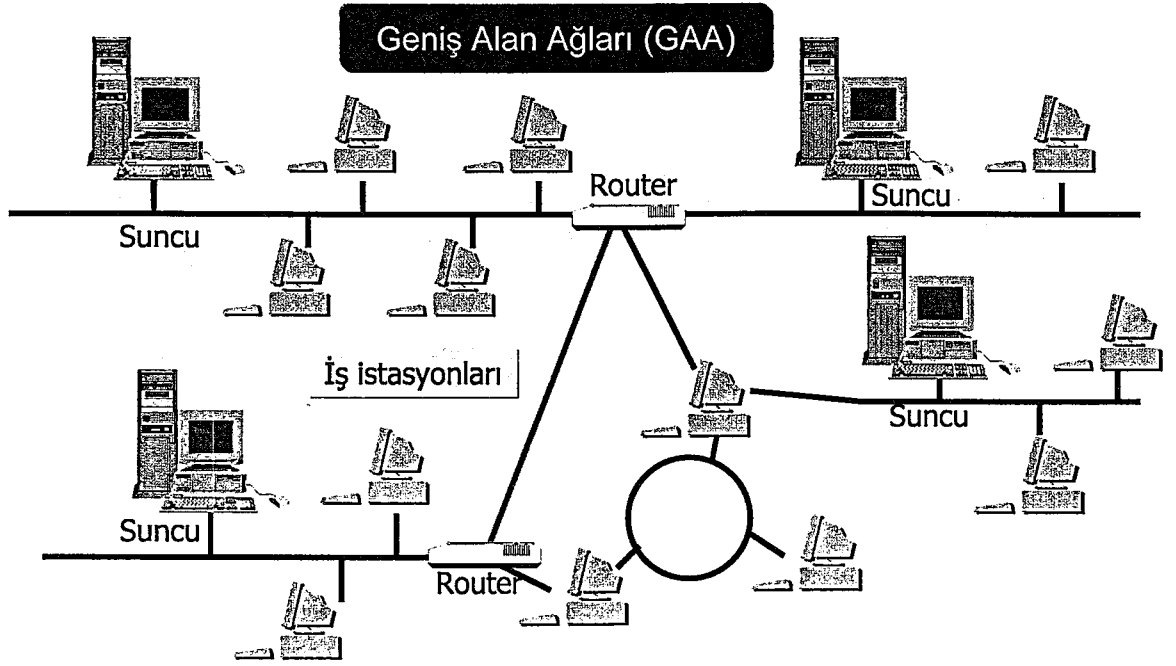 Geniş Alan Ağları (GAA)
Router
Suncu
Suncu
İş istasyonları
Suncu
Suncu
Router